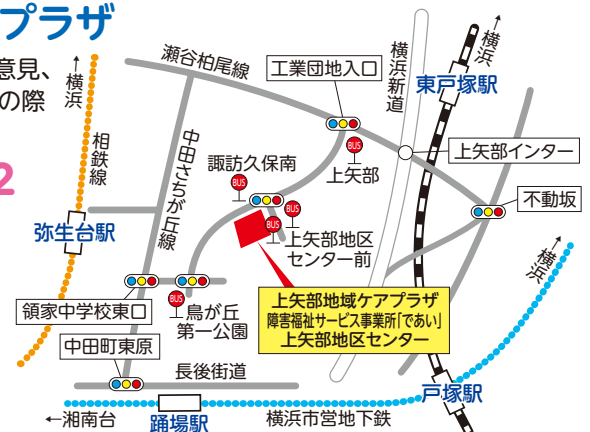 プラザ
意見、
の際
2
←横浜
相鉄線
弥生台駅
瀬谷柏尾線
中田さちが丘線
工業団地入口
横浜新道
東戸塚駅
←横浜
BUS
上矢部
上矢部インター
不動坂
諏訪久保南
BUS
BUS
BUS
上矢部地区
センター前
←横浜
領家中学校東口
BUS
鳥が丘
第一公園
上矢部地域ケアプラザ
障害福祉サービス事業所「であい」
上矢部地区センター
中田町東原
長後街道
戸塚駅
←湘南台
踊場駅
横浜市営地下鉄